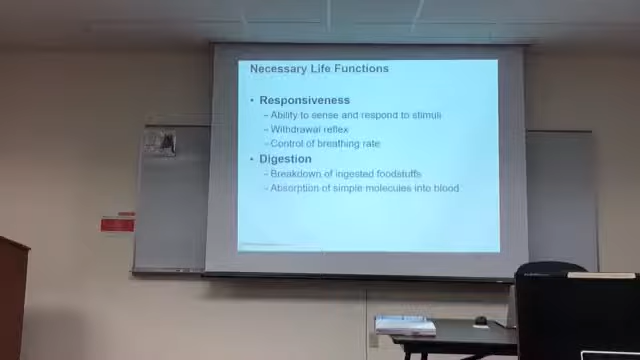 Necessary Life Functions
• Responsiveness
– Ability to sense and respond to stimuli
– Withdrawal reflex
– Control of breathing rate
• Digestion
– Breakdown of ingested foodstuffs
– Absorption of simple molecules into blood